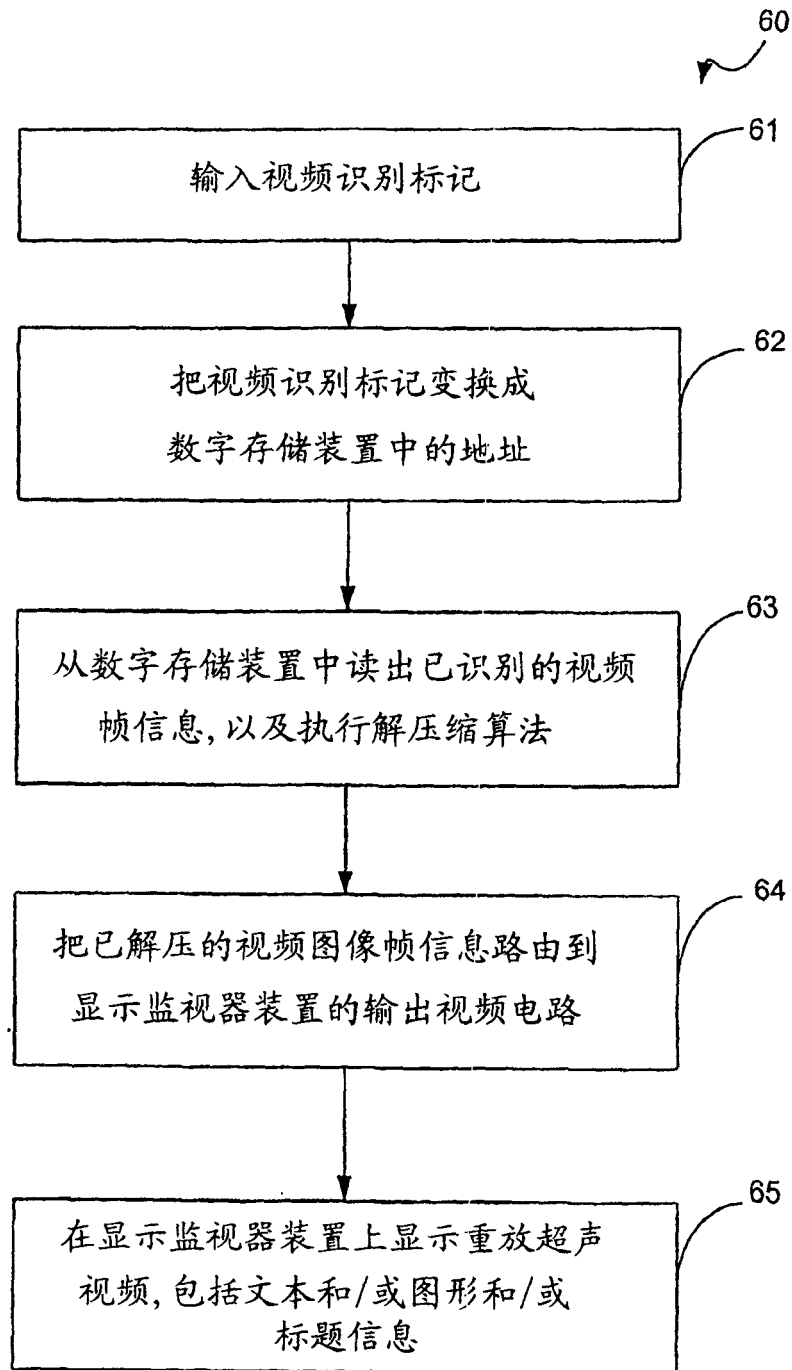 60
61
输入视频识别标记
62
把视频识别标记变换成
数字存储装置中的地址
63
从数字存储装置中读出已识别的视频
帧信息,以及执行解压缩算法
64
把已解压的视频图像帧信息路由到
显示监视器装置的输出视频电路
65
在显示监视器装置上显示重放超声
视频,包括文本和/或图形和/或
标题信息